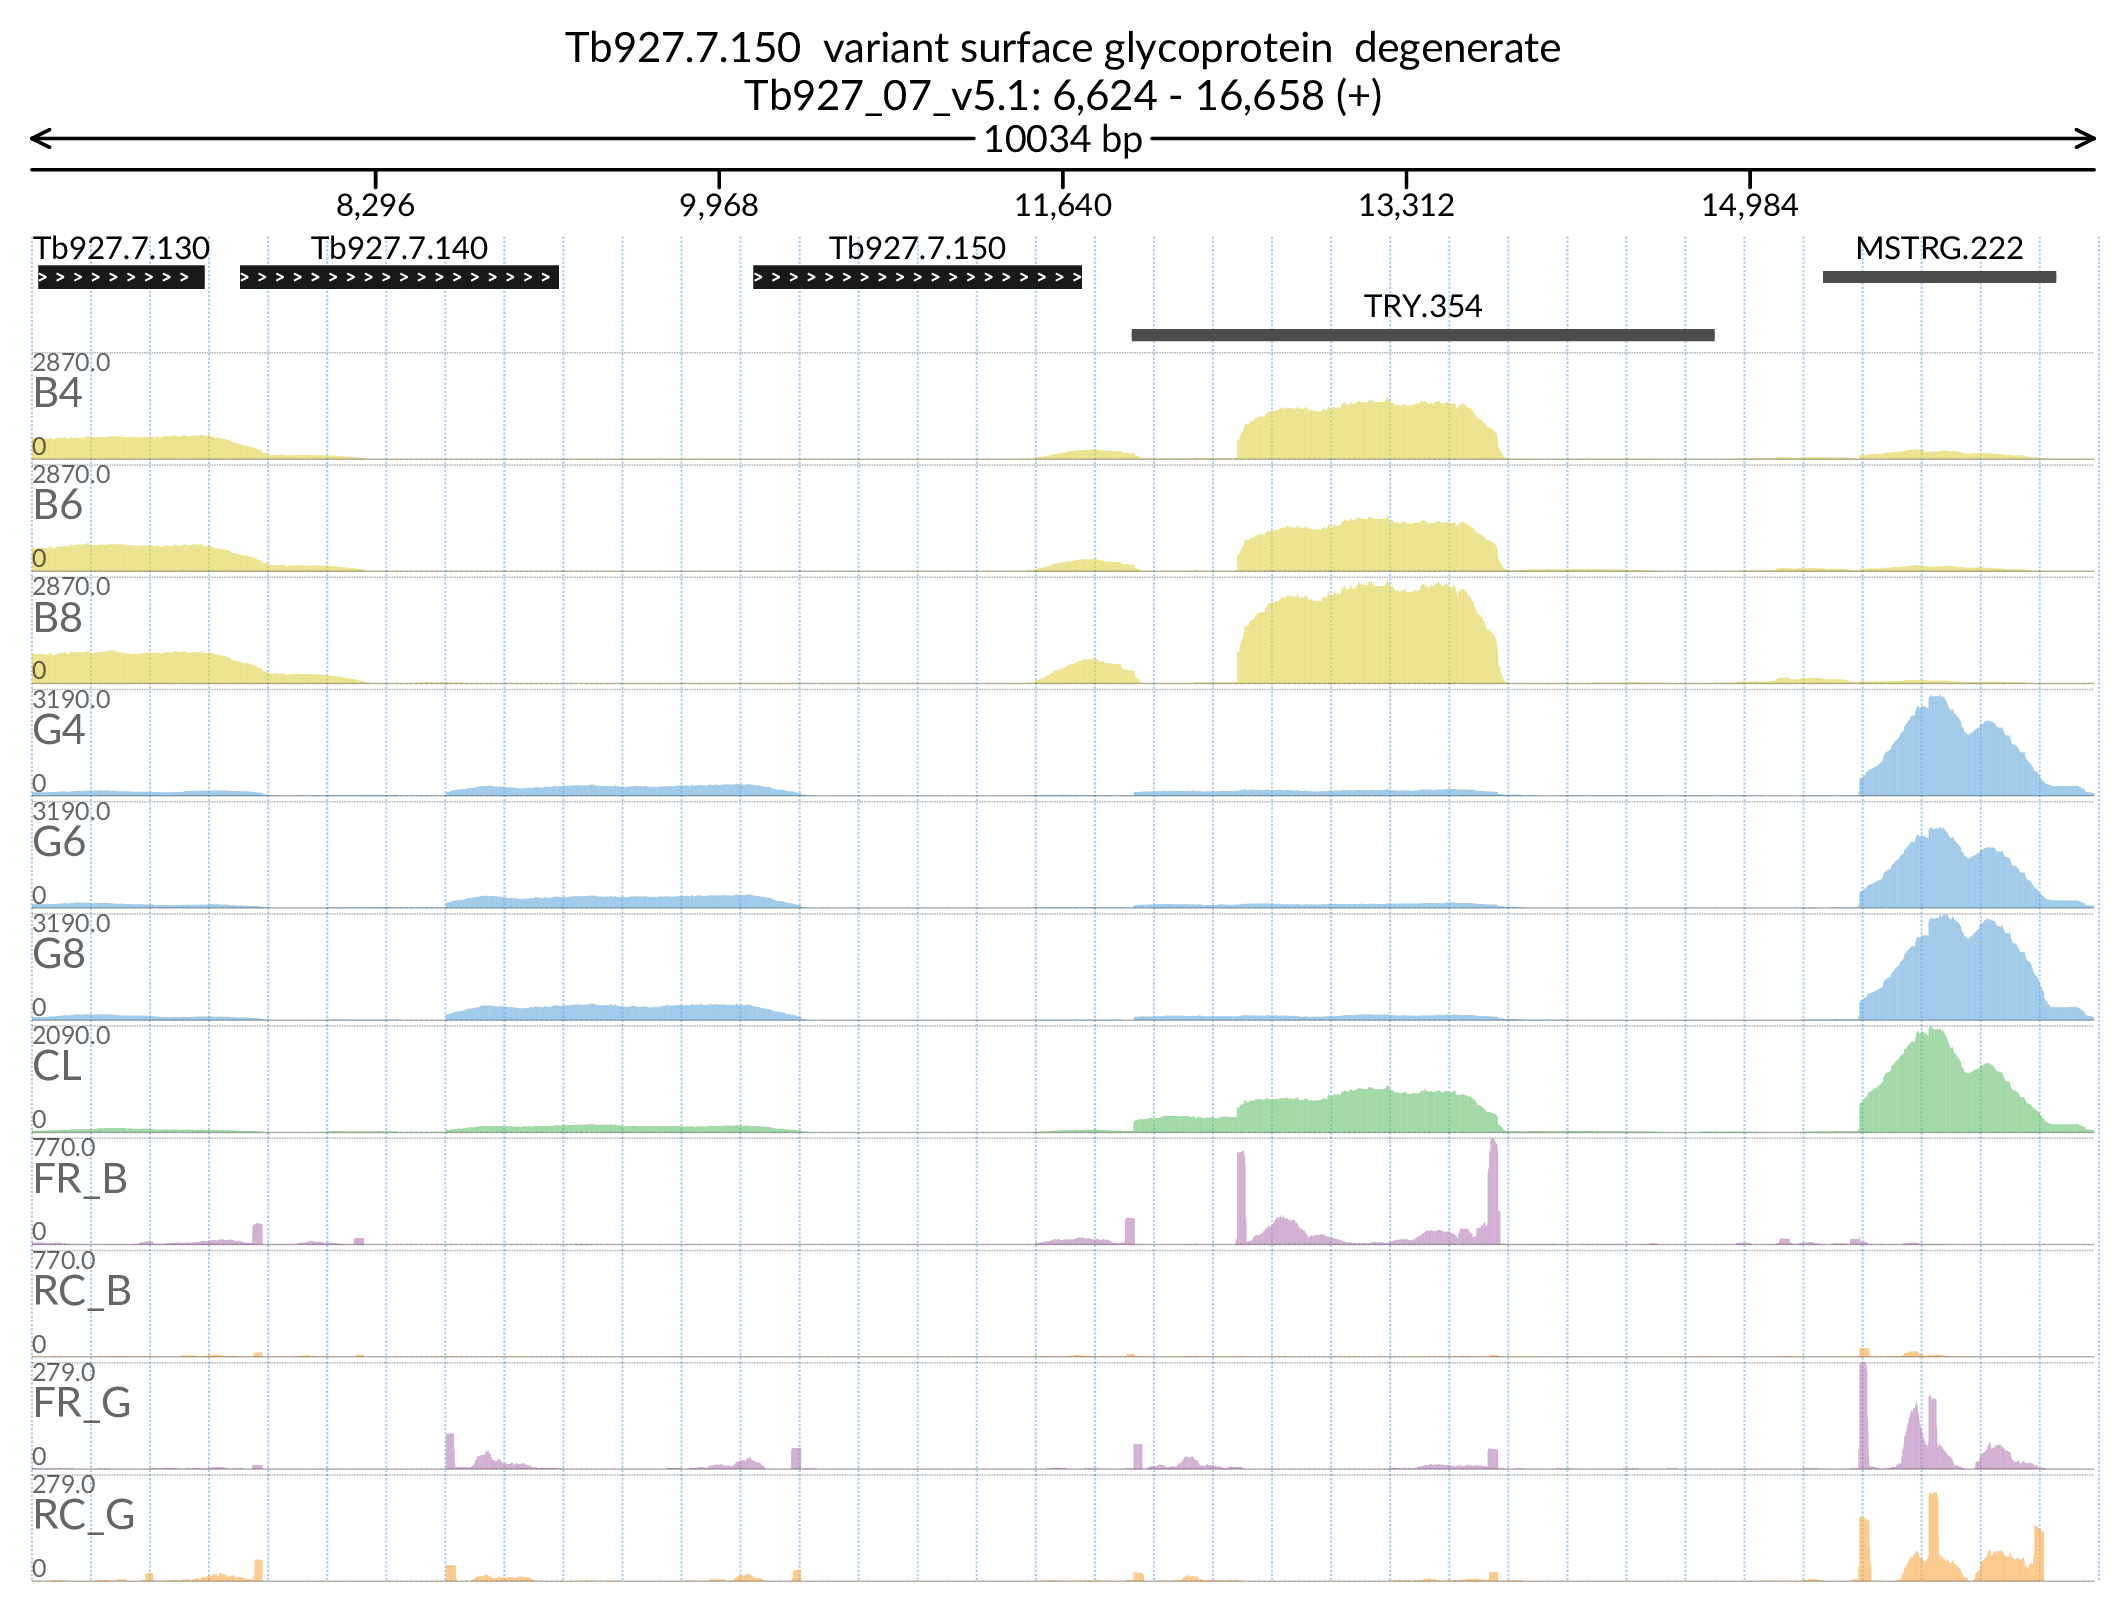 Tb927.7.150  variant surface glycoprotein  degenerate
Tb927_07_v5.1: 6,624 - 16,658 (+)
10034 bp
8,296 9,968 11,640 13,312 14,984
Tb927.7.130 Tb927.7.140 Tb927.7.150 MSTRG.222
TRY.354
2870.0
B4
0
2870.0
B6
0
2870.0
B8
0
3190.0
G4
0
3190.0
G6
0
3190.0
G8
0
2090.0
CL
0
770.0
FR_B
0
770.0
RC_B
0
279.0
FR_G
0
279.0
RC_G
0